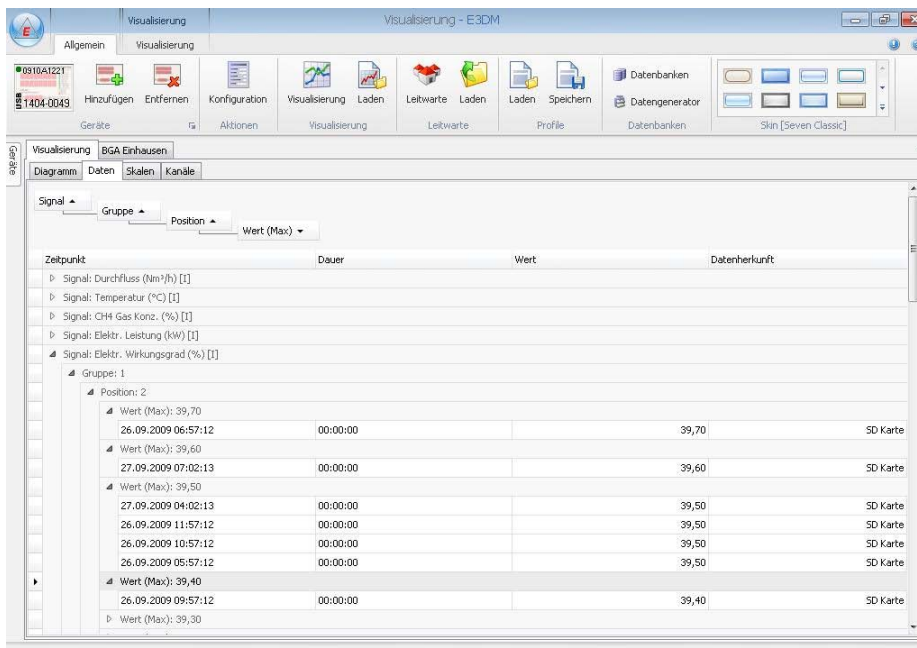 Visualisierung
Visualisierung - E3DM
Allgemein Visualisierung
0910A1221
1404-0049
Hinzufügen Entfernen Konfiguration Visualisierung Laden Leitwarte Laden Laden Speichern
Datenbanken
Datengenerator
Geräte Aktionen Visualisierung Leitwarte Profile Datenbanken Skin [Seven Classic]
Geräte
Visualisierung BGA Einhausen
Diagramm Daten Skalen Kanäle
Signal
Gruppe
Position
Wert (Max)
Zeitpunkt Dauer Wert Datenherkunft
Signal: Durchfluss (Nm³/h) [I]
Signal: Temperatur (°C) [I]
Signal: CH4 Gas Konz. (%) [I]
Signal: Elektr. Leistung (kW) [I]
Signal: Elektr. Wirkungsgrad (%) [I]
Gruppe: 1
Position: 2
Wert (Max): 39,70
26.09.2009 06:57:12 00:00:00 39,70 SD Karte
Wert (Max): 39,60
27.09.2009 07:02:13 00:00:00 39,60 SD Karte
Wert (Max): 39,50
27.09.2009 04:02:13 00:00:00 39,50 SD Karte
26.09.2009 11:57:12 00:00:00 39,50 SD Karte
26.09.2009 10:57:12 00:00:00 39,50 SD Karte
26.09.2009 05:57:12 00:00:00 39,50 SD Karte
Wert (Max): 39,40
26.09.2009 09:57:12 00:00:00 39,40 SD Karte
Wert (Max): 39,30